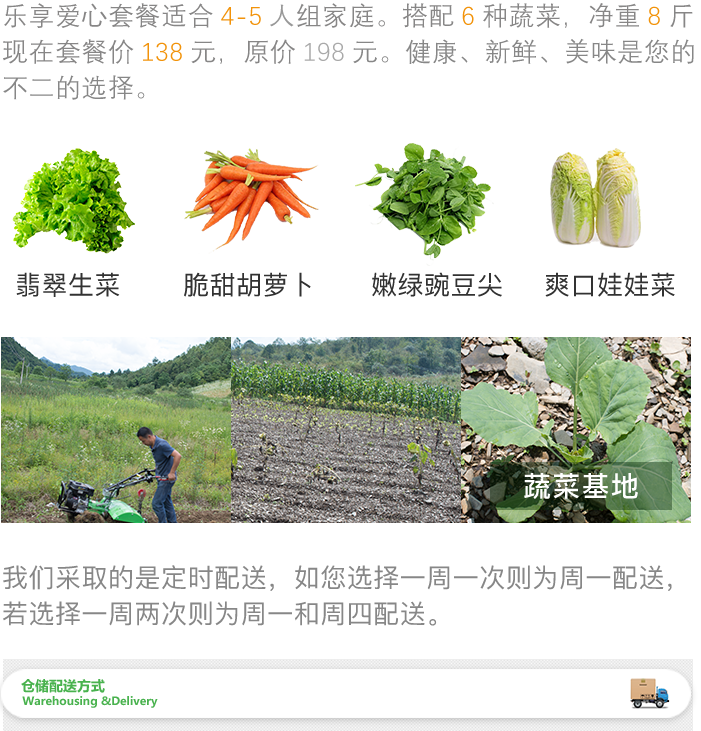 乐享爱心套餐适合 4-5 人组家庭。搭配 6 种蔬菜，净重 8 斤
现在套餐价 138 元，原价 198 元。健康、新鲜、美味是您的
不二的选择。
翡翠生菜
脆甜胡萝卜
嫩绿豌豆尖
爽口娃娃菜
蔬菜基地
我们采取的是定时配送，如您选择一周一次则为周一配送，
若选择一周两次则为周一和周四配送。
仓储配送方式
Warehousing &Delivery